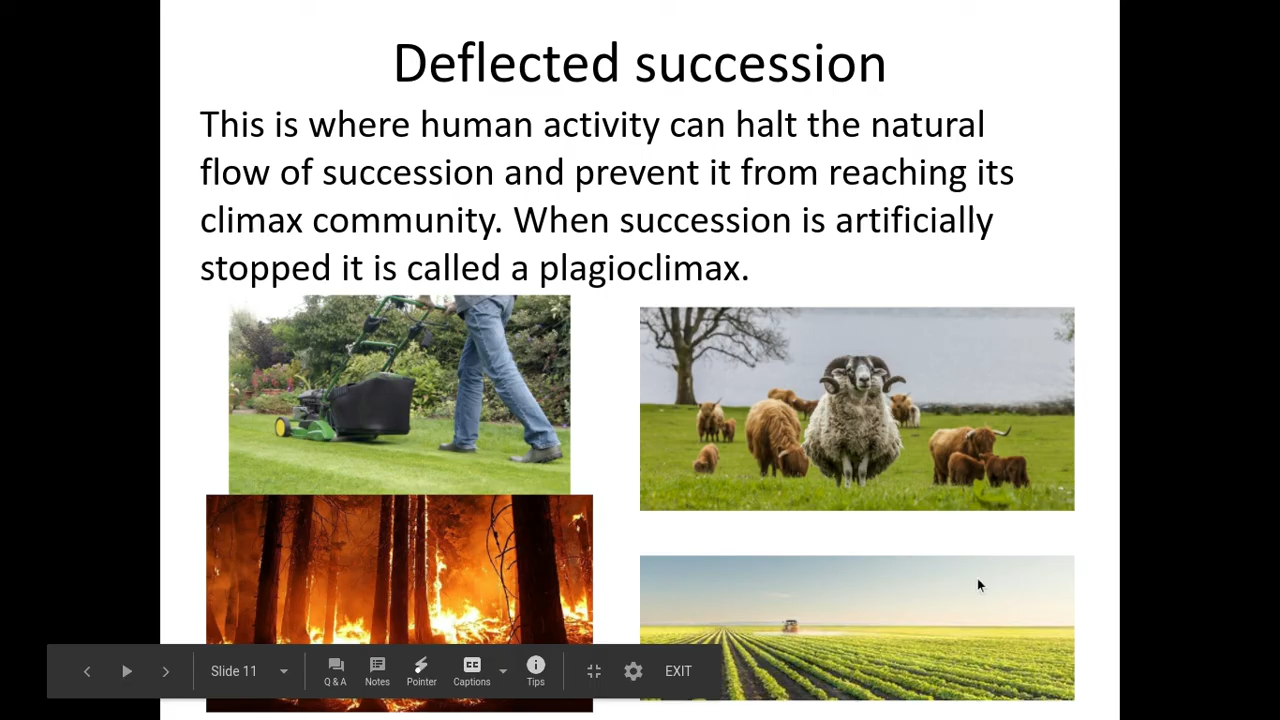 Deflected succession
This is where human activity can halt the natural
flow of succession and prevent it from reaching its
climax community. When succession is artificially
stopped it is called a plagioclimax.
Slide 11
Q & A
Notes
Pointer
CC
Captions
Tips
EXIT